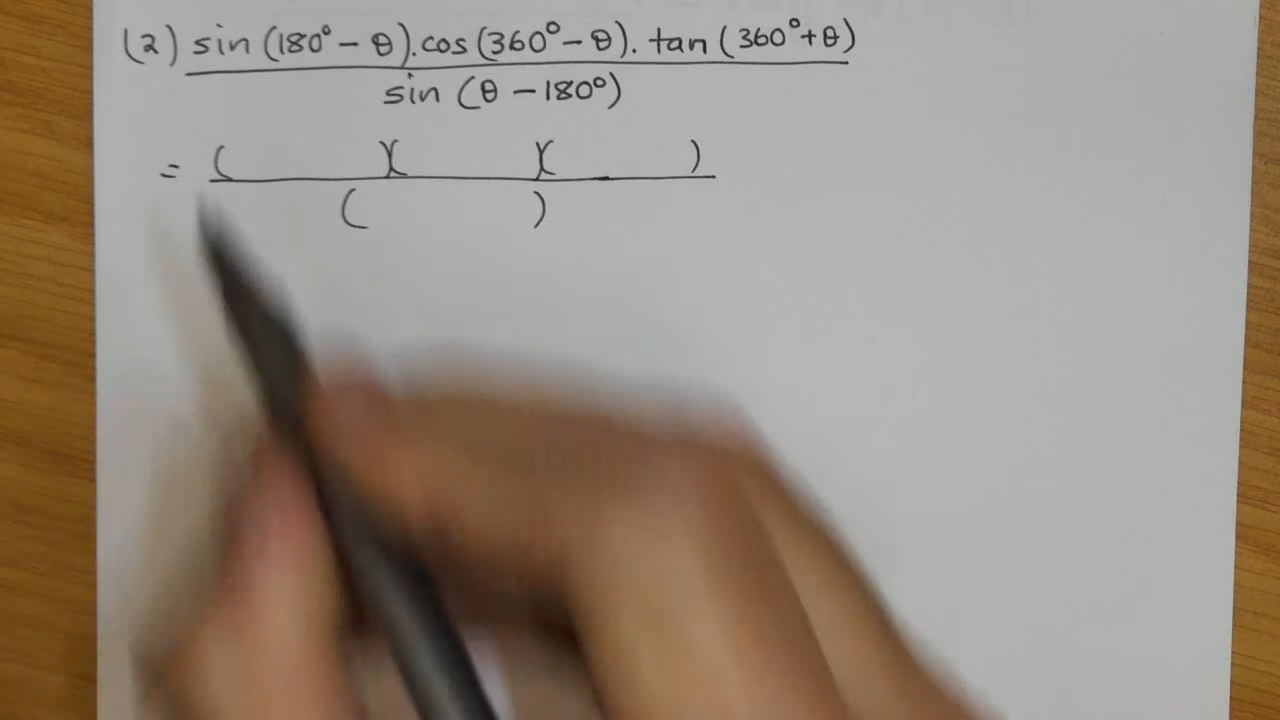 (2) sin (180° - θ).cos (360° - θ). tan (360° + θ)
sin (θ - 180°)
= ( )( )( )
( )